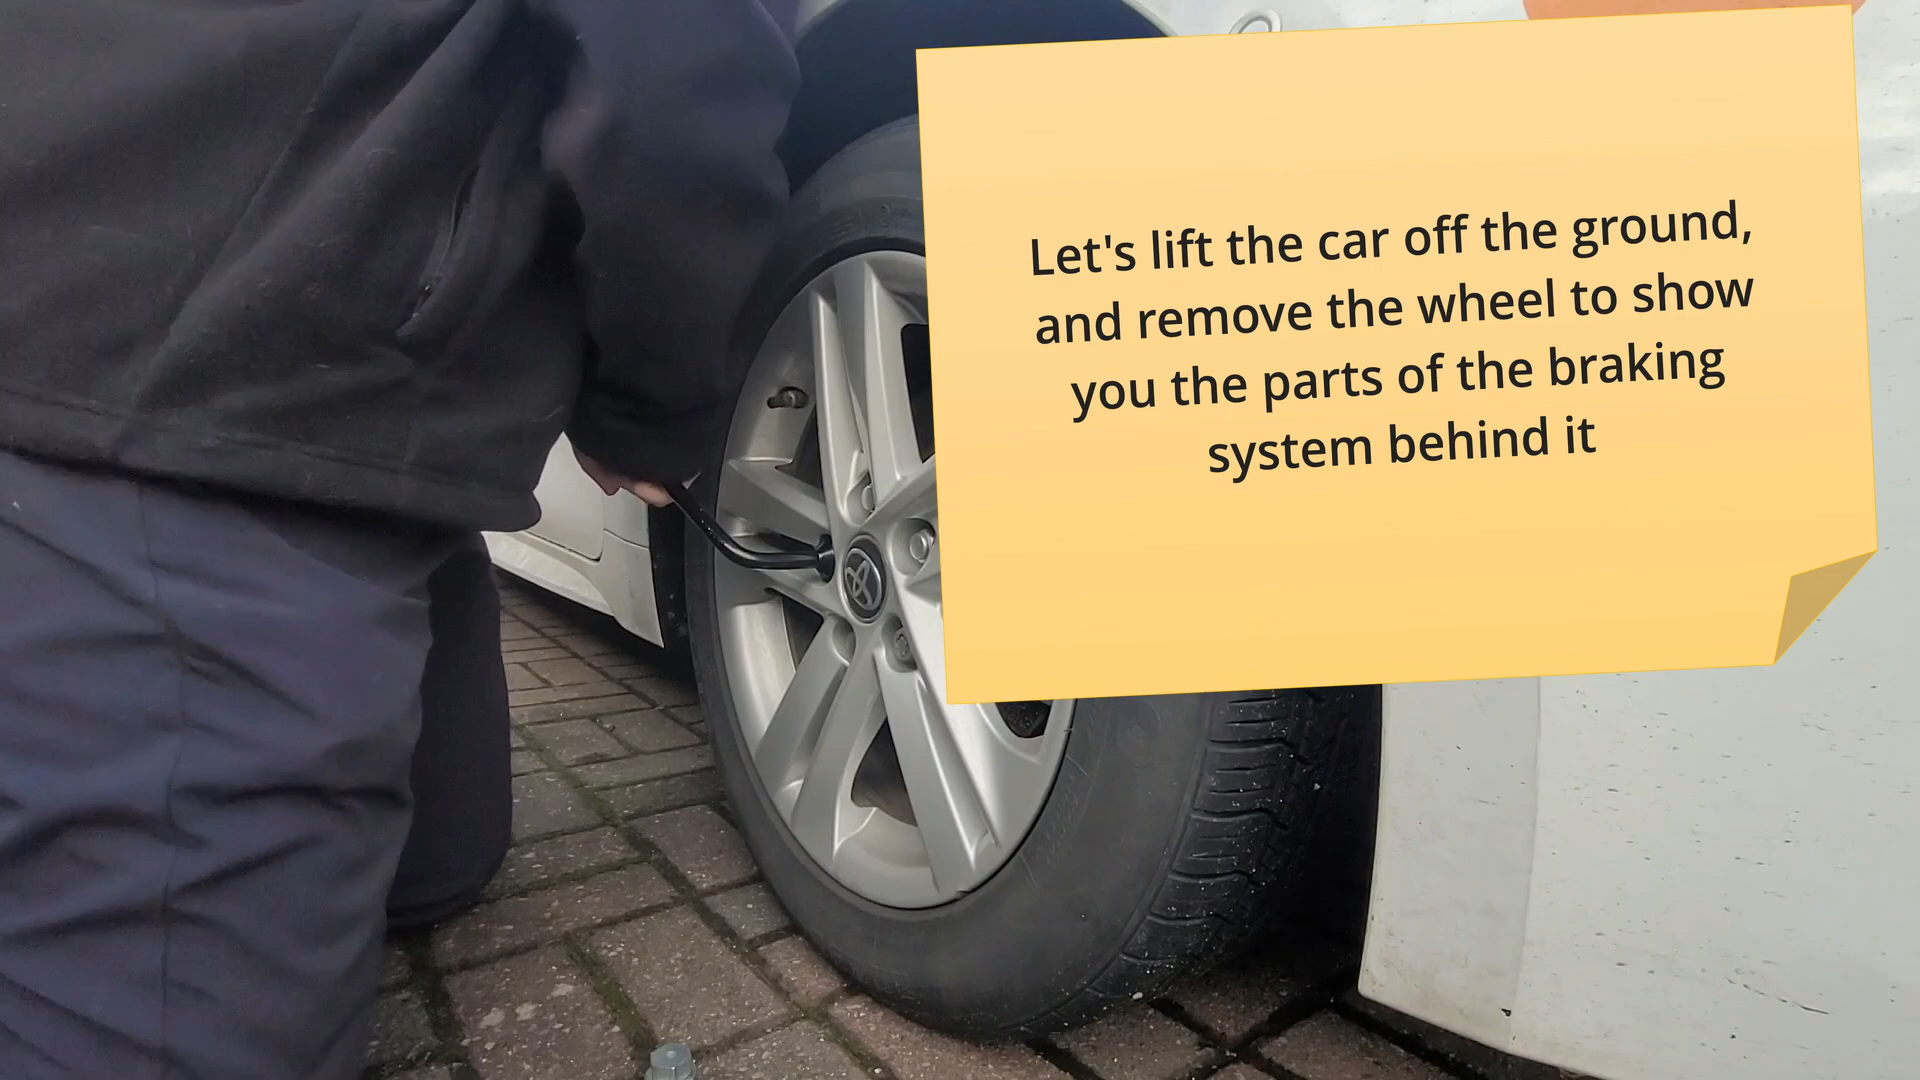 Let's lift the car off the ground,
and remove the wheel to show
you the parts of the braking
system behind it